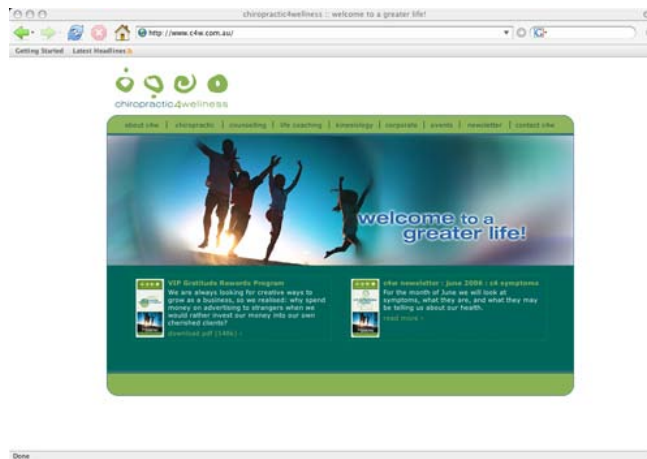 chiropractic4wellness :: welcome to a greater life!
http://www.c4w.com.au/
Getting Started Latest Headlines
chiropractic4wellness
about c4w | chiropractic | counselling | life coaching | kinesiology | corporate | events | newsletter | contact c4w
welcome to a
greater life!
VIP Gratitude Rewards Program
We are always looking for creative ways to
grow as a business, so we realised: why spend
money on advertising to strangers when we
would rather invest our money into our own
cherished clients?
download pdf (148k) ›
c4w newsletter : june 2006 : c4 symptoms
For the month of June we will look at
symptoms, what they are, and what they may
be telling us about our health.
read more ›
Done